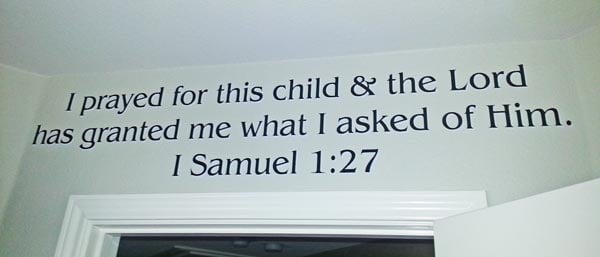 I prayed for this child & the Lord
has granted me what I asked of Him.
I Samuel 1:27